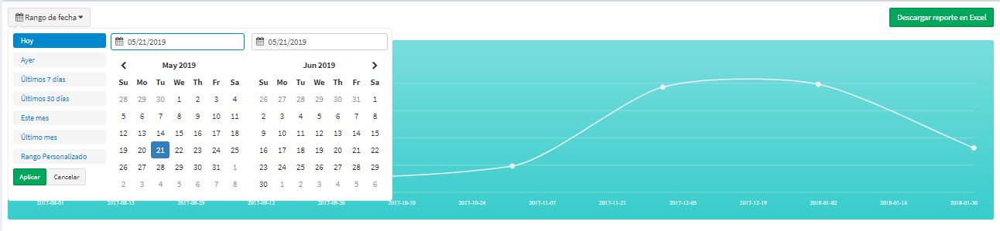 Rango de fecha
Descargar reporte en Excel
Hoy
Ayer
Últimos 7 días
Últimos 30 días
Este mes
Último mes
Rango Personalizado
Aplicar Cancelar
05/21/2019
May 2019
Su Mo Tu We Th Fr Sa
28 29 30 1 2 3 4
5 6 7 8 9 10 11
12 13 14 15 16 17 18
19 20 21 22 23 24 25
26 27 28 29 30 31 1
2 3 4 5 6 7 8
05/21/2019
Jun 2019
Su Mo Tu We Th Fr Sa
26 27 28 29 30 31 1
2 3 4 5 6 7 8
9 10 11 12 13 14 15
16 17 18 19 20 21 22
23 24 25 26 27 28 29
30 1 2 3 4 5 6
2017-08-01 2017-08-15 2017-08-29 2017-09-12 2017-09-26 2017-10-10 2017-10-24 2017-11-07 2017-11-21 2017-12-05 2017-12-19 2018-01-02 2018-01-16 2018-01-30